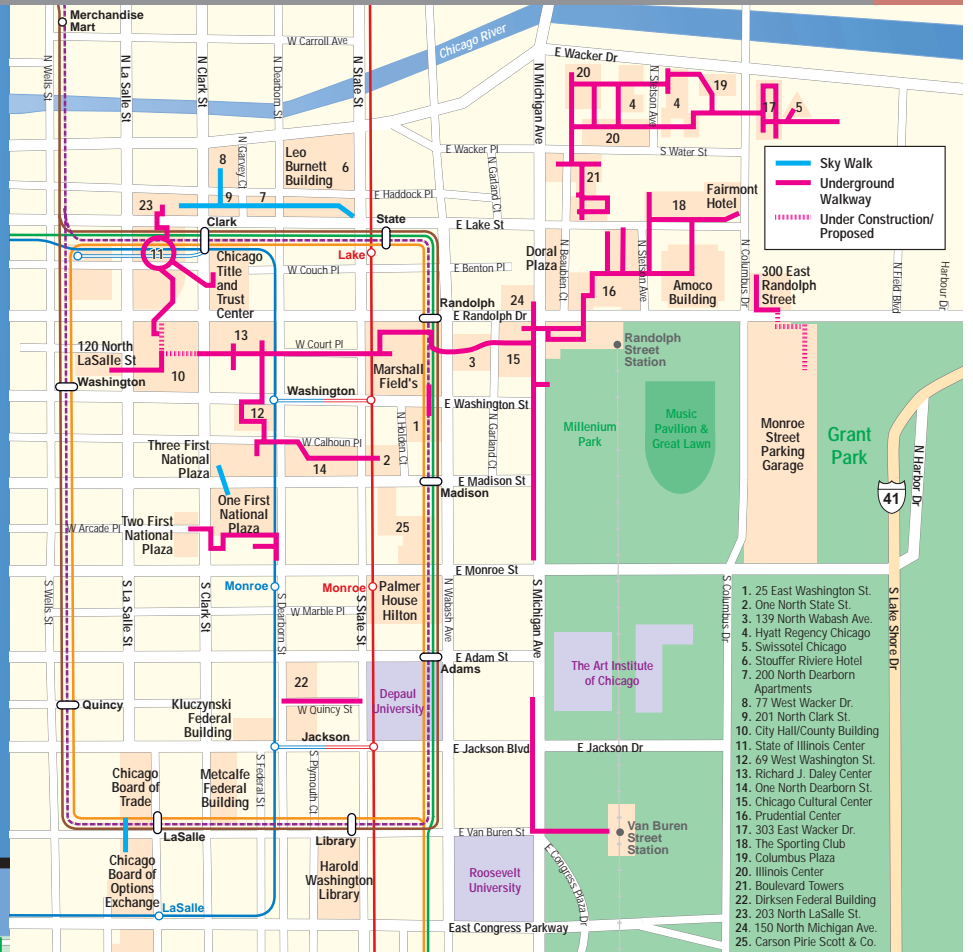 Merchandise
Mart
W Carroll Ave
Chicago River
E Wacker Dr
N Wells St
N La Salle St
N Clark St
N Dearborn St
N State St
N Michigan Ave
N Stetson Ave
20
4
4
19
17
5
20
S Water St
N Garvey Ct
8
Leo
Burnett
Building
6
E Wacker Pl
N Garland Ct
21
Sky Walk
Underground
Walkway
Under Construction/
Proposed
23
9
7
E Haddock Pl
18
Fairmont
Hotel
Clark
State
E Lake St
11
Chicago
Title
and
Trust
Center
Lake
W Couch Pl
E Benton Pl
Doral
Plaza
N Beaubien Ct
N Stetson Ave
N Columbus Dr
N Field Blvd
Harbour Dr
16
Amoco
Building
300 East
Randolph
Street
Randolph
E Randolph Dr
24
13
W Court Pl
120 North
LaSalle St
10
3
15
Randolph
Street
Station
Washington
Marshall
Field's
Washington
E Washington St
12
N Holden Ct
1
N Garland Ct
Millenium
Park
Music
Pavilion &
Great Lawn
Monroe
Street
Parking
Garage
Grant
Park
N Harbor Dr
Three First
National
Plaza
W Calhoun Pl
14
2
E Madison St
Madison
41
One First
National
Plaza
W Arcade Pl
Two First
National
Plaza
25
E Monroe St
Monroe
Monroe
Palmer
House
Hilton
S Wells St
S La Salle St
S Clark St
S Dearborn St
W Marble Pl
S State St
N Wabash Ave
S MIchigan Ave
S Columbus Dr
S Lake Shore Dr
E Adam St
Adams
The Art Institute
of Chicago
22
W Quincy St
Depaul
University
Quincy
Kluczynski
Federal
Building
Jackson
E Jackson Blvd
E Jackson Dr
Chicago
Board of
Trade
Metcalfe
Federal
Building
S Federal St
S Plymouth Ct
LaSalle
Library
E Van Buren St
Van Buren
Street
Station
Chicago
Board of
Options
Exchange
Harold
Washington
Library
Roosevelt
University
E Congress Plaza Dr
LaSalle
East Congress Parkway
1. 25 East Washington St.
2. One North State St.
3. 139 North Wabash Ave.
4. Hyatt Regency Chicago
5. Swissotel Chicago
6. Stouffer Riviere Hotel
7. 200 North Dearborn
Apartments
8. 77 West Wacker Dr.
9. 201 North Clark St.
10. City Hall/County Building
11. State of Illinois Center
12. 69 West Washington St.
13. Richard J. Daley Center
14. One North Dearborn St.
15. Chicago Cultural Center
16. Prudential Center
17. 303 East Wacker Dr.
18. The Sporting Club
19. Columbus Plaza
20. Illinois Center
21. Boulevard Towers
22. Dirksen Federal Building
23. 203 North LaSalle St.
24. 150 North Michigan Ave.
25. Carson Pirie Scott & Co.